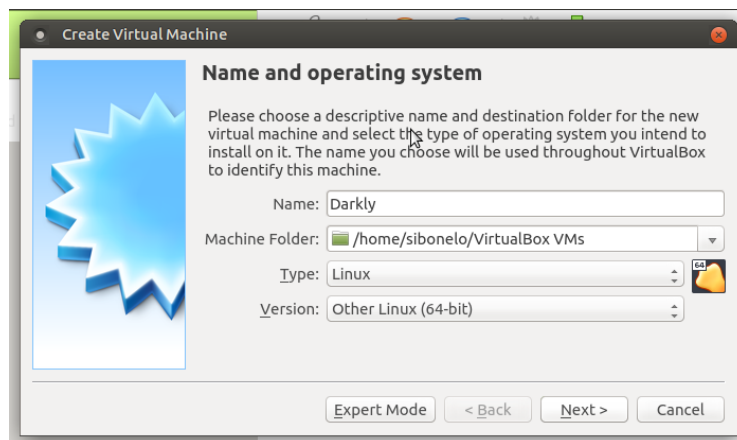 Create Virtual Machine
Name and operating system
Please choose a descriptive name and destination folder for the new
virtual machine and select the type of operating system you intend to
install on it. The name you choose will be used throughout VirtualBox
to identify this machine.
Name: Darkly
Machine Folder: /home/sibonelo/VirtualBox VMs
Type: Linux
64
Version: Other Linux (64-bit)
Expert Mode < Back Next > Cancel